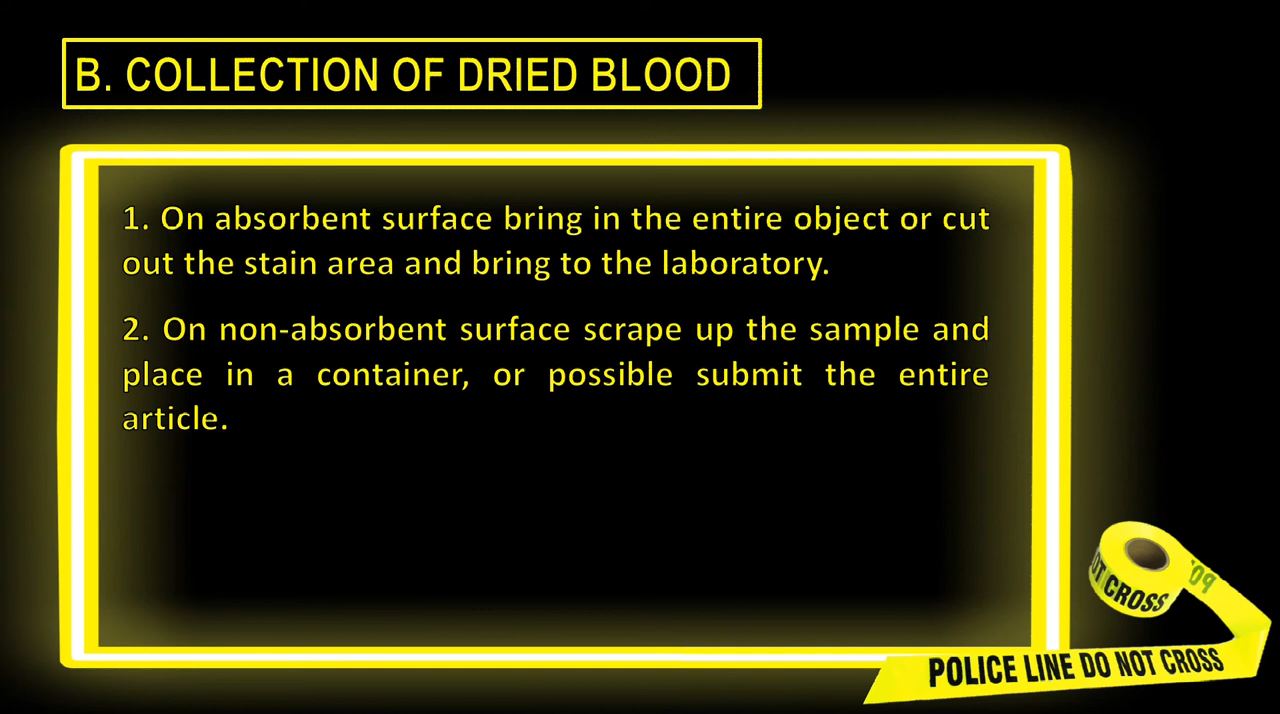 B. COLLECTION OF DRIED BLOOD
1. On absorbent surface bring in the entire object or cut
out the stain area and bring to the laboratory.
2. On non-absorbent surface scrape up the sample and
place in a container, or possible submit the entire
article.
OT CROSS
PO
POLICE LINE DO NOT CROSS